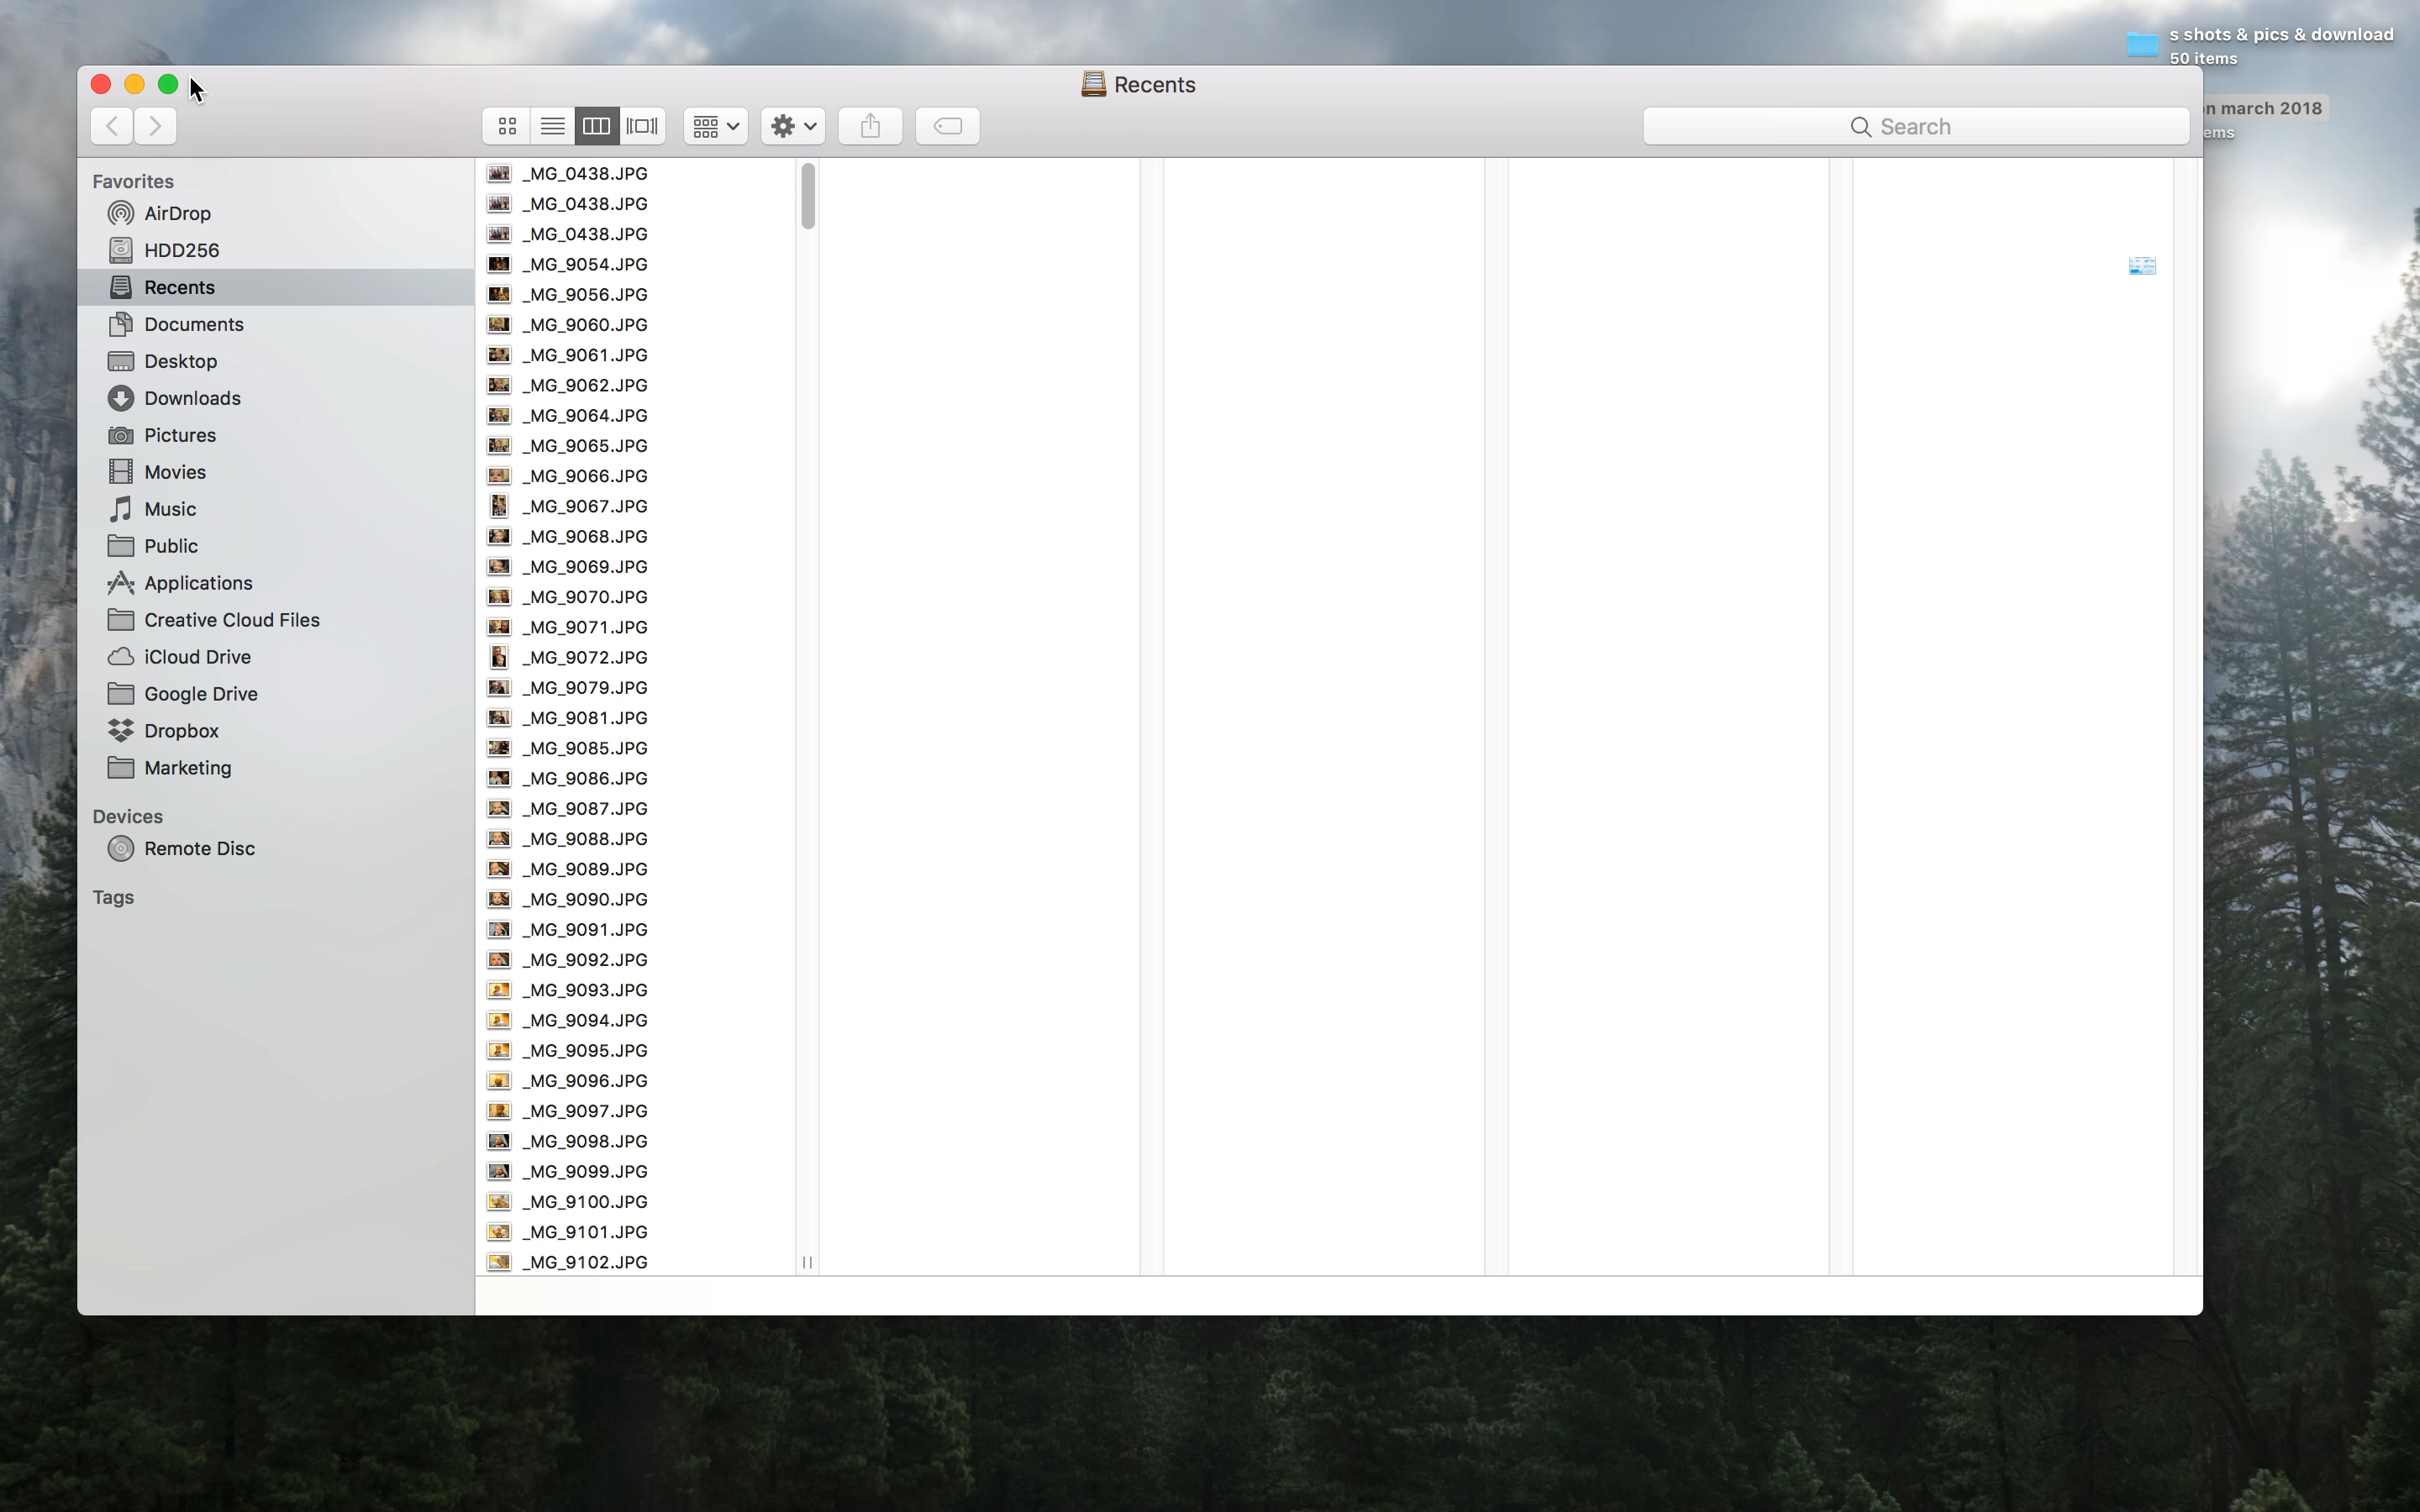 s shots & pics & download
50 items
Recents
n march 2018
ems
Search
Favorites
AirDrop
HDD256
Recents
Documents
Desktop
Downloads
Pictures
Movies
Music
Public
Applications
Creative Cloud Files
iCloud Drive
Google Drive
Dropbox
Marketing
Devices
Remote Disc
Tags
_MG_0438.JPG
_MG_0438.JPG
_MG_0438.JPG
_MG_9054.JPG
_MG_9056.JPG
_MG_9060.JPG
_MG_9061.JPG
_MG_9062.JPG
_MG_9064.JPG
_MG_9065.JPG
_MG_9066.JPG
_MG_9067.JPG
_MG_9068.JPG
_MG_9069.JPG
_MG_9070.JPG
_MG_9071.JPG
_MG_9072.JPG
_MG_9079.JPG
_MG_9081.JPG
_MG_9085.JPG
_MG_9086.JPG
_MG_9087.JPG
_MG_9088.JPG
_MG_9089.JPG
_MG_9090.JPG
_MG_9091.JPG
_MG_9092.JPG
_MG_9093.JPG
_MG_9094.JPG
_MG_9095.JPG
_MG_9096.JPG
_MG_9097.JPG
_MG_9098.JPG
_MG_9099.JPG
_MG_9100.JPG
_MG_9101.JPG
_MG_9102.JPG